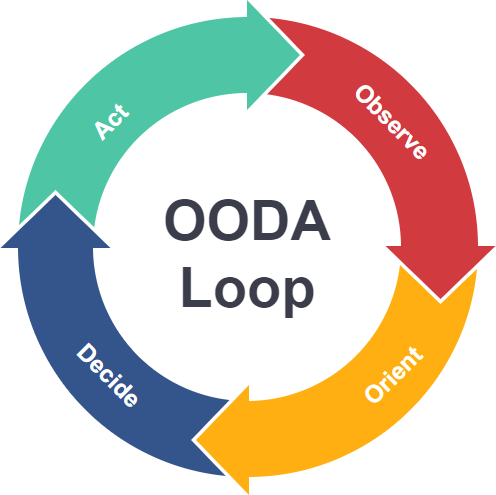 OODA
Loop
Observe
Orient
Decide
Act